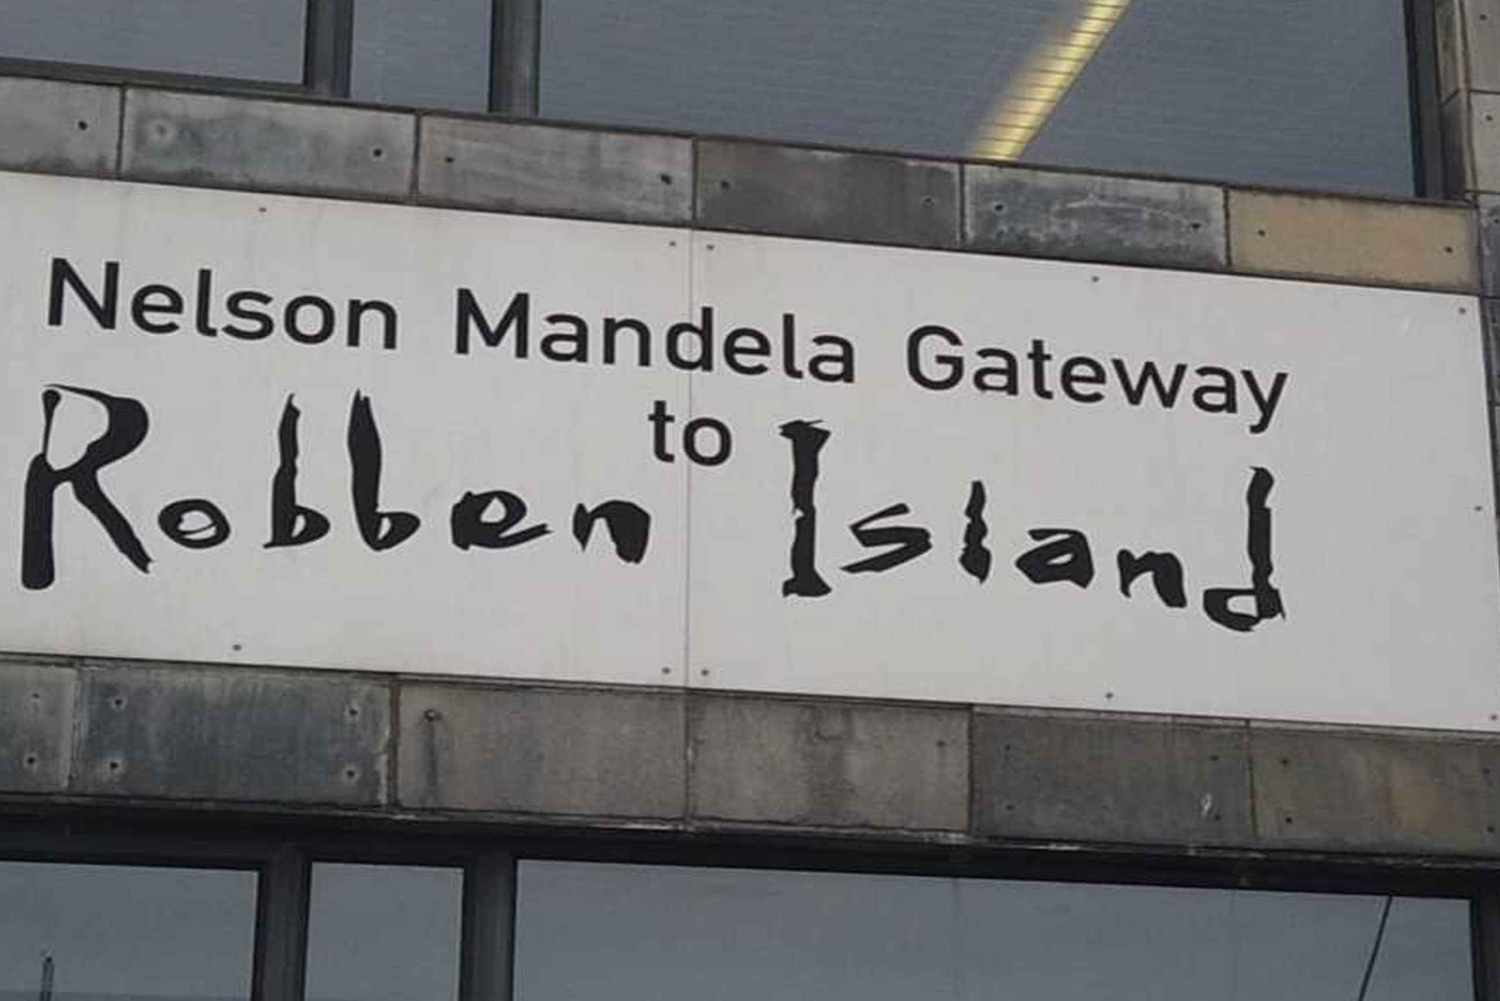 Nelson Mandela Gateway
to
Robben Island